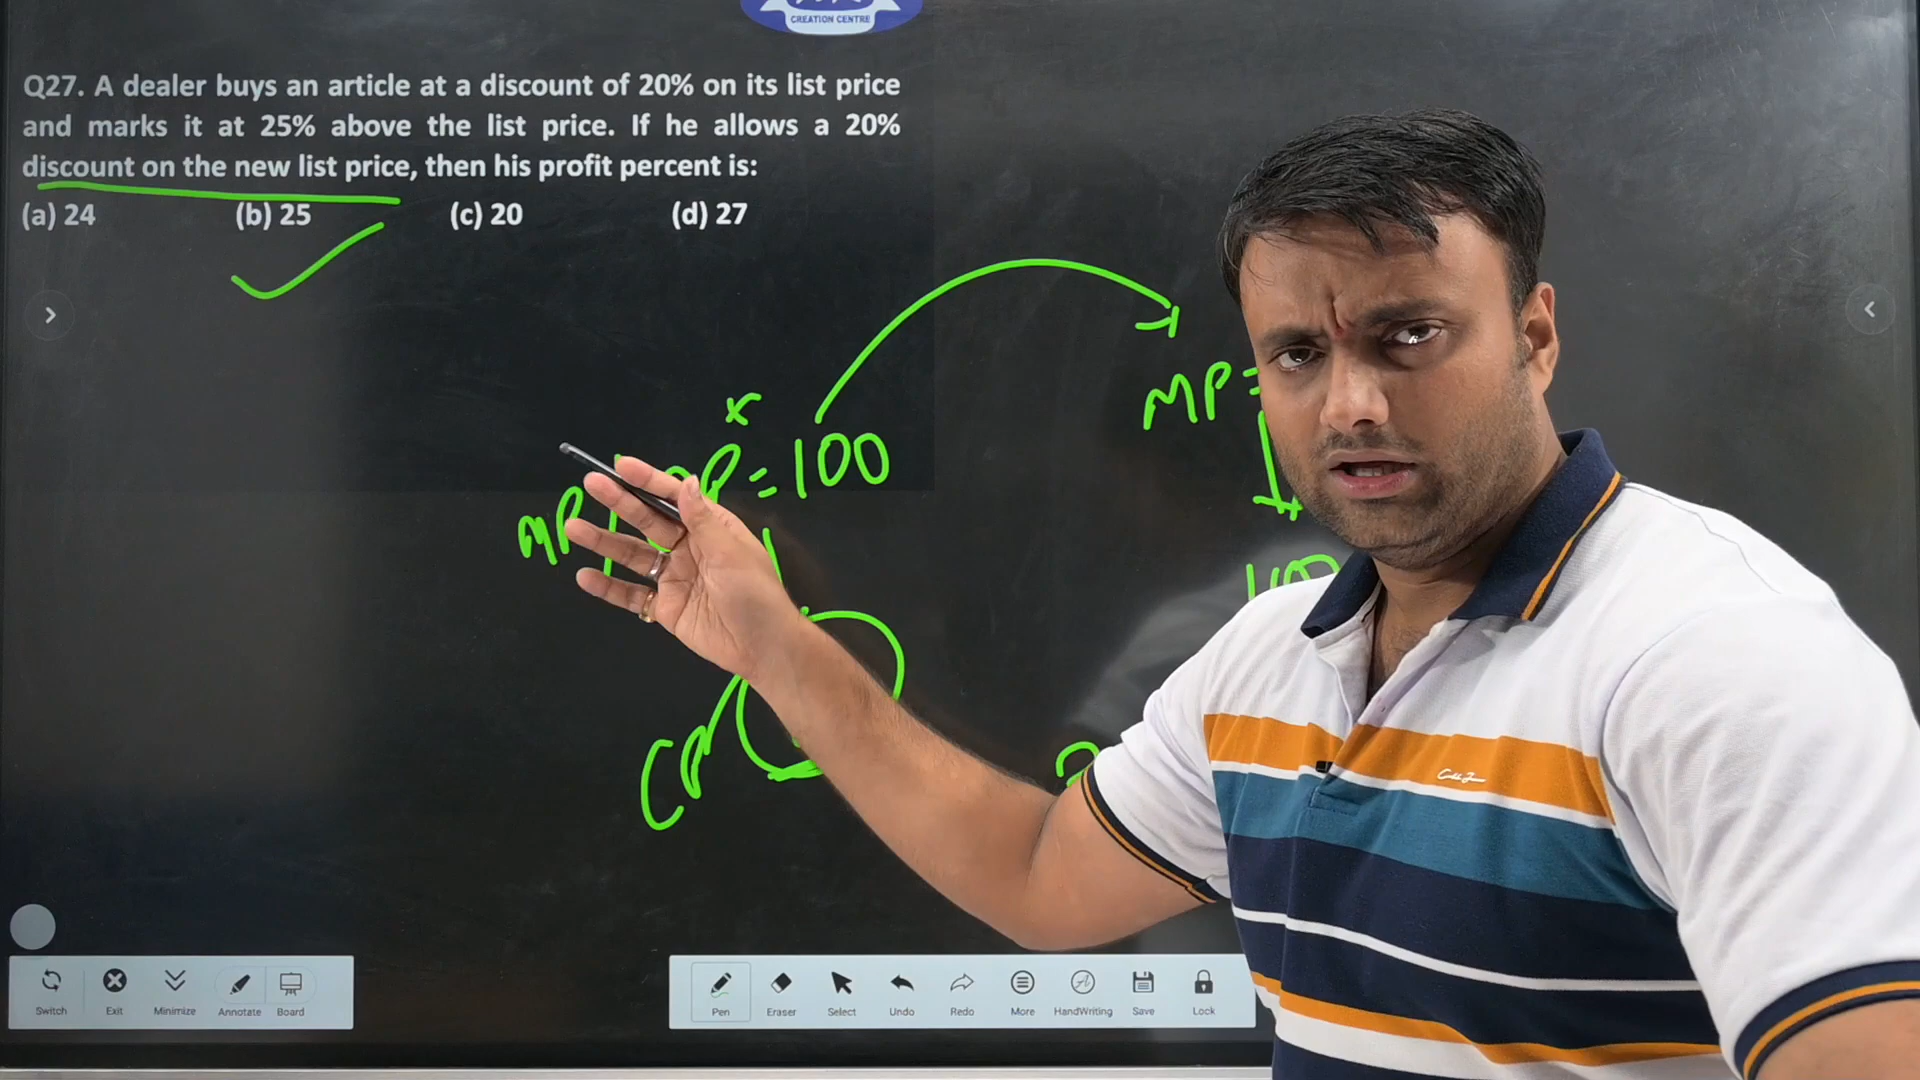 CREATION CENTRE
Q27. A dealer buys an article at a discount of 20% on its list price
and marks it at 25% above the list price. If he allows a 20%
discount on the new list price, then his profit percent is:
(a) 24 (b) 25 (c) 20 (d) 27
MP=
= 100
MP
CP
Switch Exit Minimize Annotate Board
Pen Eraser Select Undo Redo More HandWriting Save Lock